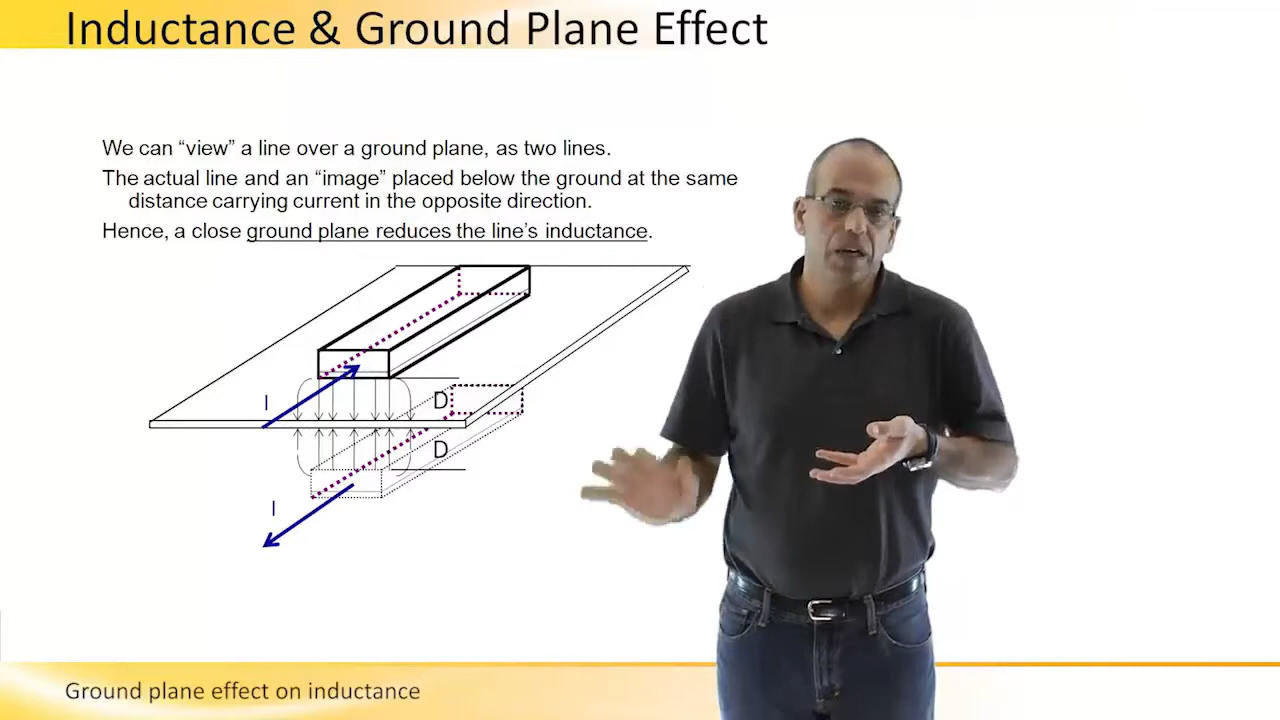 Inductance & Ground Plane Effect
We can “view” a line over a ground plane, as two lines.
The actual line and an “image” placed below the ground at the same
distance carrying current in the opposite direction.
Hence, a close ground plane reduces the line’s inductance.
I
D
D
I
Ground plane effect on inductance